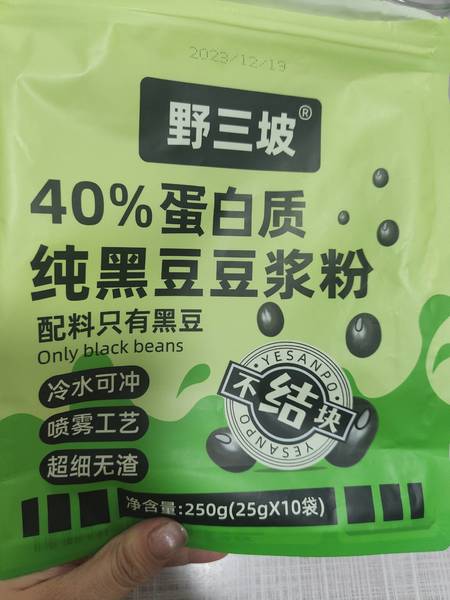 2023/12/19
野三坡®
40%蛋白质
纯黑豆豆浆粉
配料只有黑豆
Only black beans
冷水可冲
喷雾工艺
超细无渣
YESANPO
不结块
YESANPO
净含量:250g(25gX10袋)